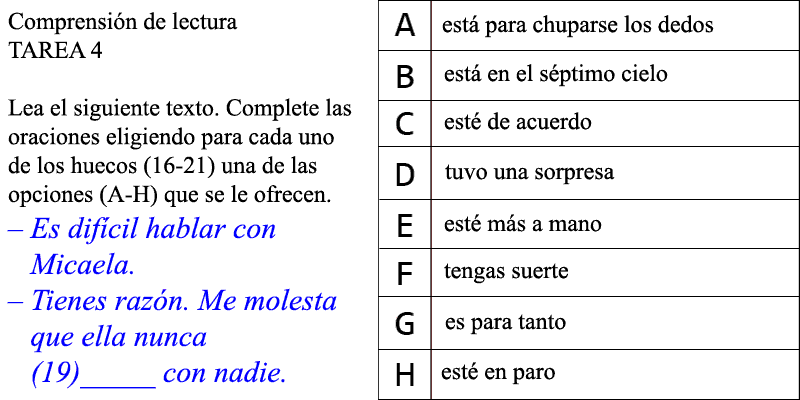 Comprensión de lectura
TAREA 4
Lea el siguiente texto. Complete las
oraciones eligiendo para cada uno
de los huecos (16-21) una de las
opciones (A-H) que se le ofrecen.
– Es difícil hablar con
Micaela.
– Tienes razón. Me molesta
que ella nunca
(19)_____ con nadie.
A está para chuparse los dedos
B está en el séptimo cielo
C esté de acuerdo
D tuvo una sorpresa
E esté más a mano
F tengas suerte
G es para tanto
H esté en paro